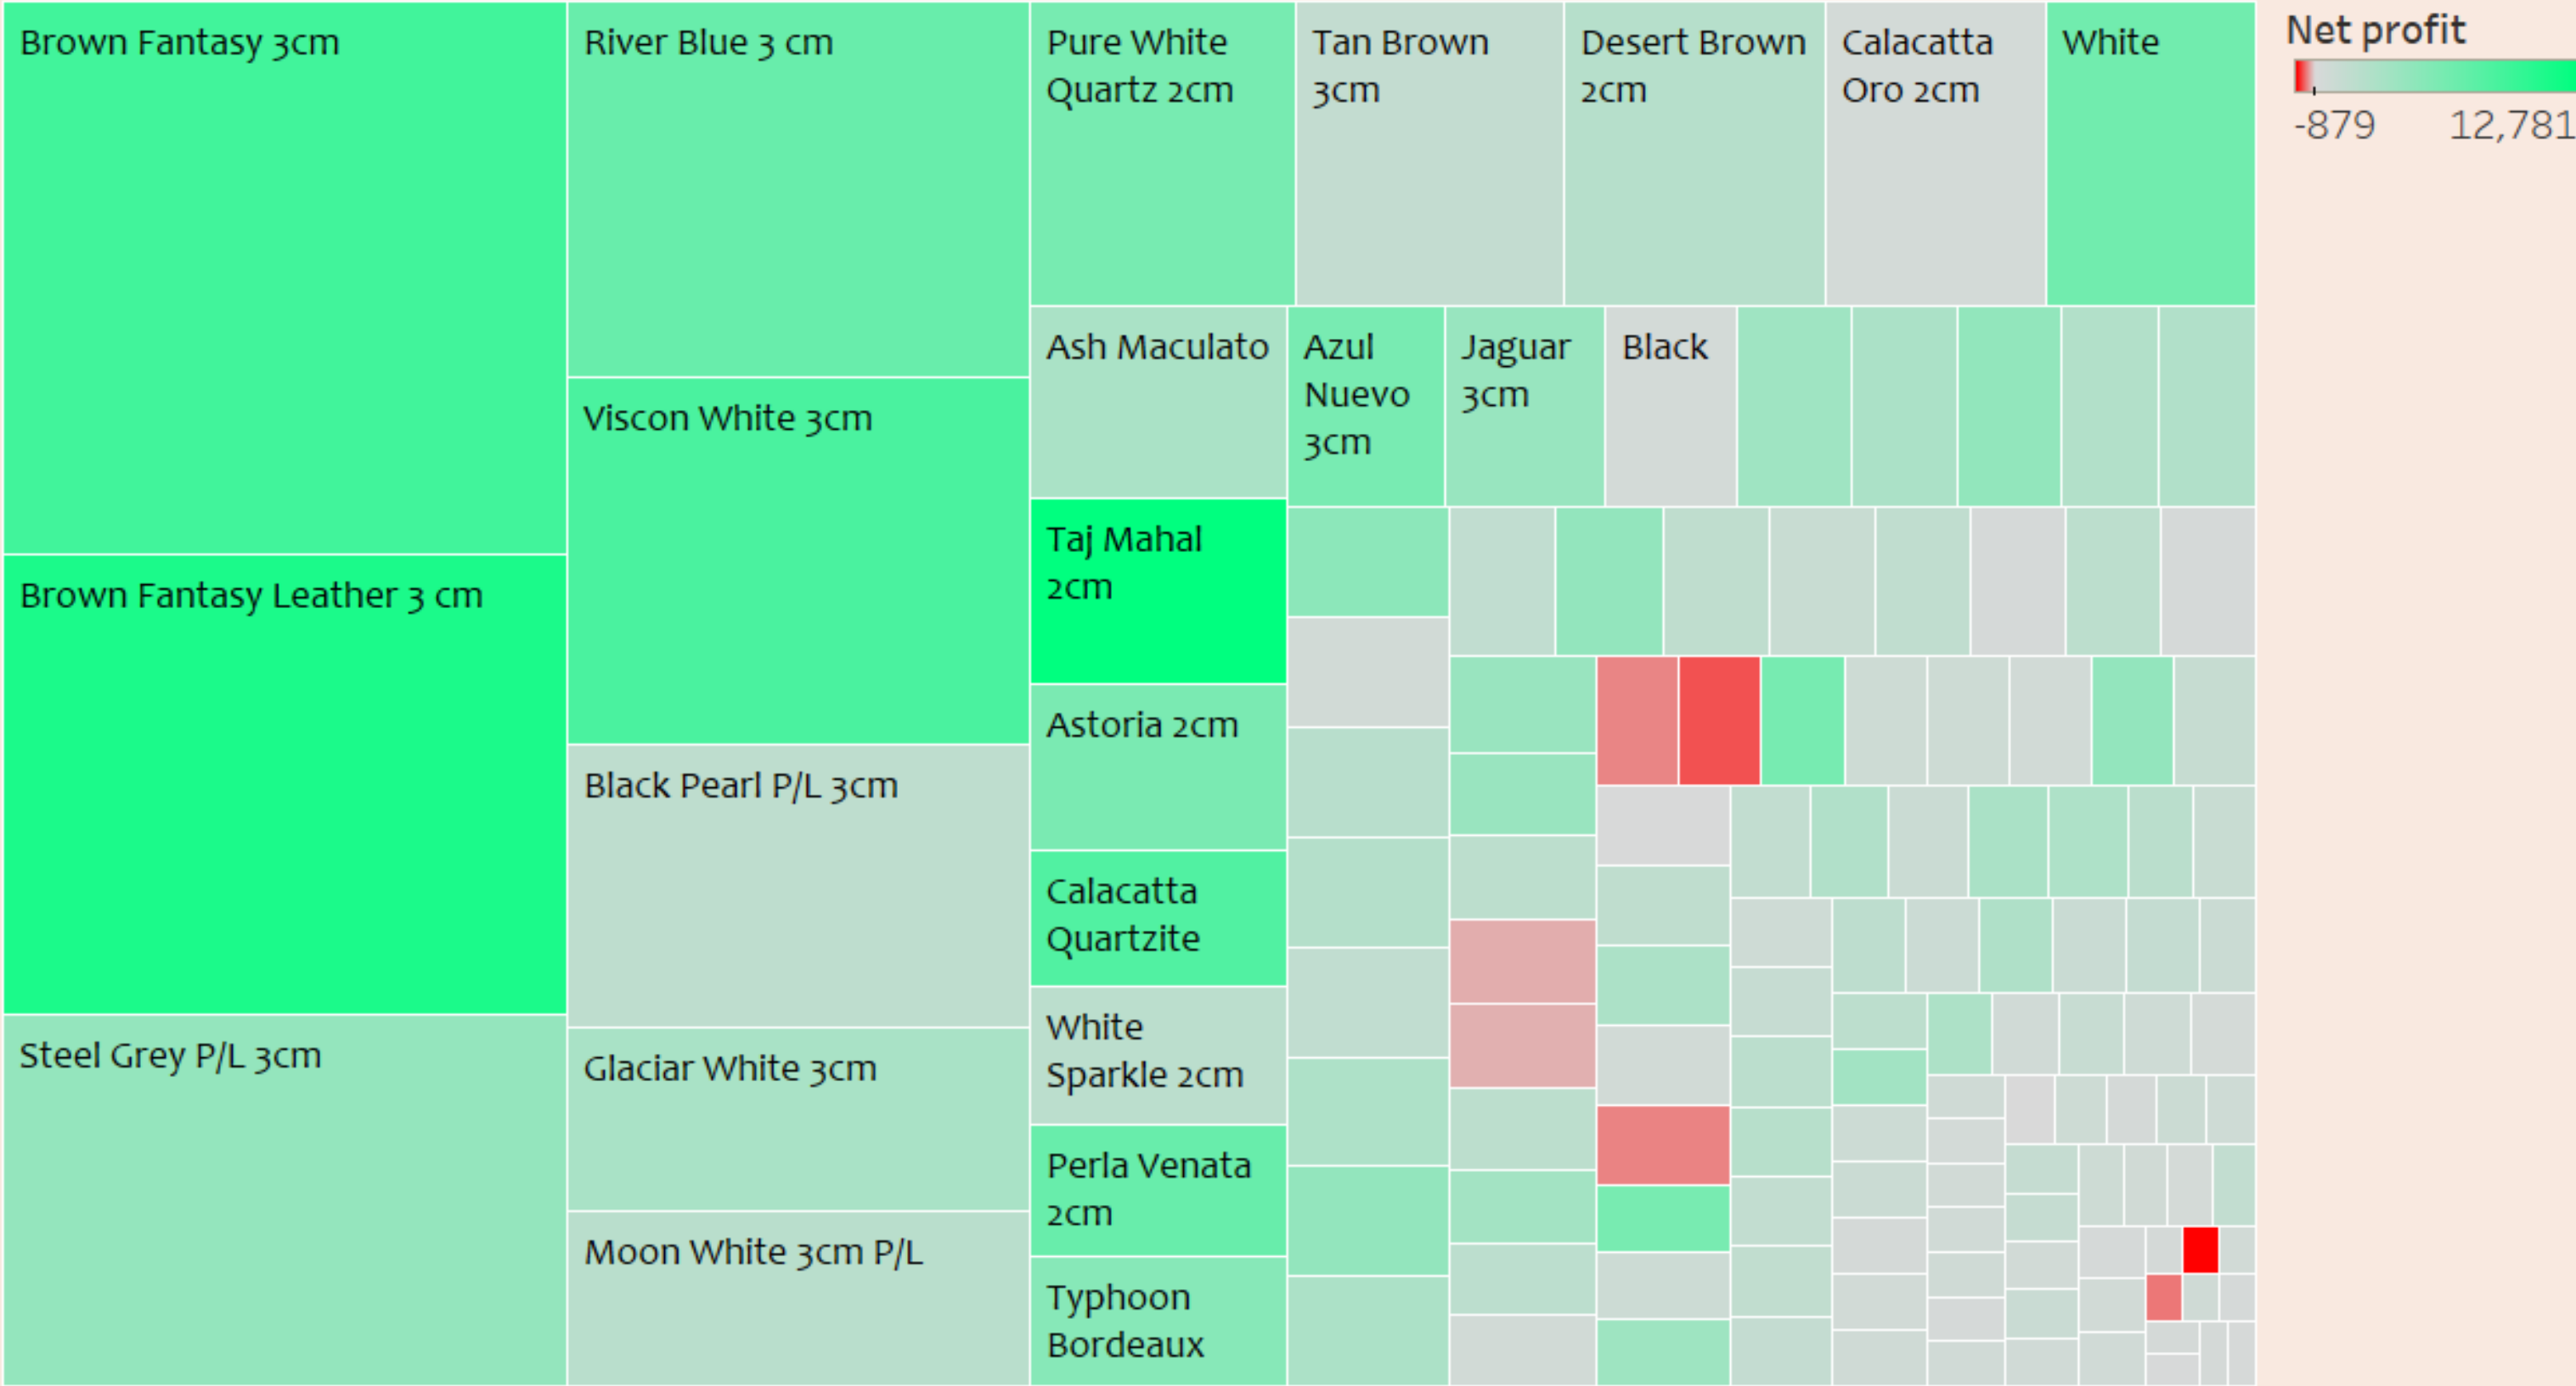 Brown Fantasy 3cm
River Blue 3 cm
Pure White
Quartz 2cm
Tan Brown
3cm
Desert Brown
2cm
Calacatta
Oro 2cm
White
Net profit
-879
12,781
Ash Maculato
Azul
Nuevo
3cm
Jaguar
3cm
Black
Viscon White 3cm
Taj Mahal
2cm
Brown Fantasy Leather 3 cm
Astoria 2cm
Black Pearl P/L 3cm
Calacatta
Quartzite
White
Sparkle 2cm
Steel Grey P/L 3cm
Glaciar White 3cm
Perla Venata
2cm
Moon White 3cm P/L
Typhoon
Bordeaux